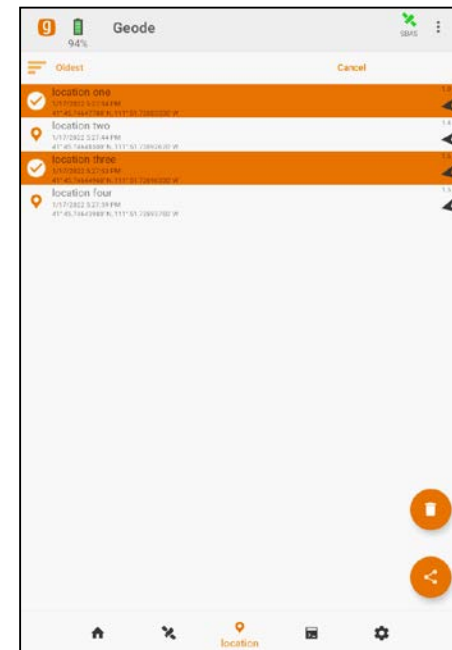 g
94%
Geode
SBAS
Oldest
Cancel
location one
1/17/2022 5:27:34 PM
location two
1/17/2022 5:27:44 PM
location three
1/17/2022 5:27:53 PM
location four
1/17/2022 5:27:59 PM
location